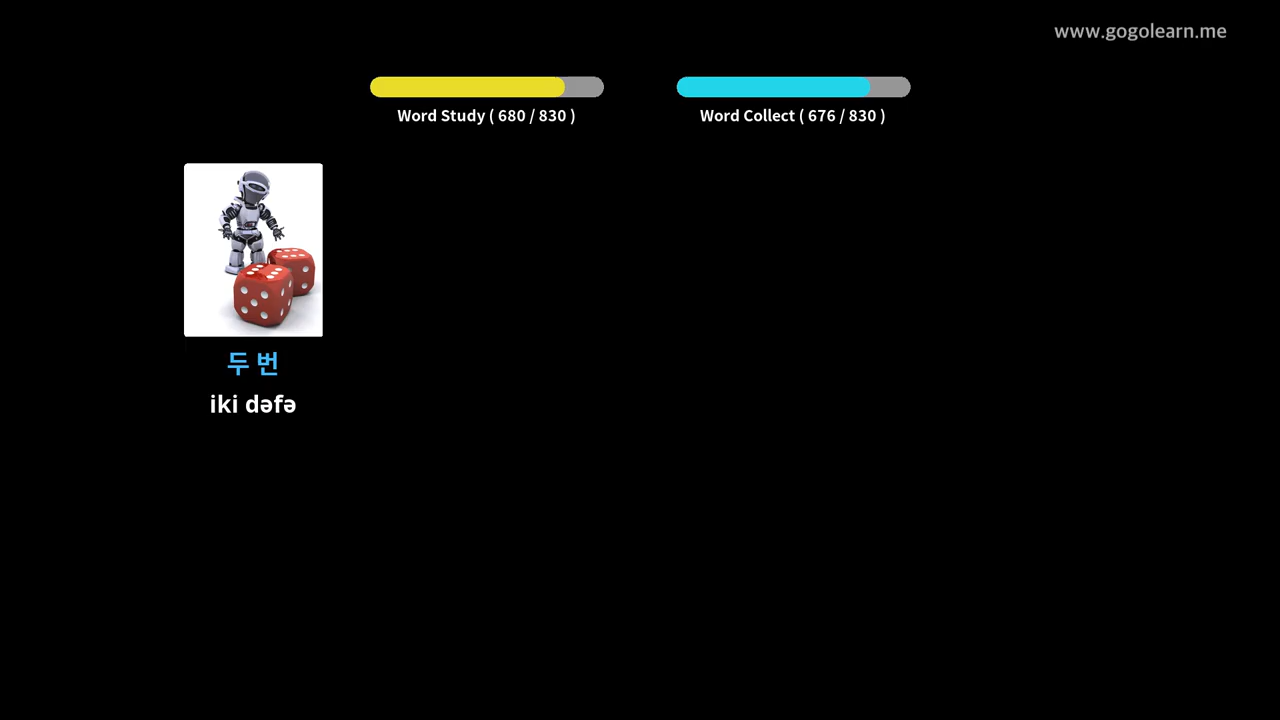 www.gogolearn.me
Word Study ( 680 / 830 )
Word Collect ( 676 / 830 )
두 번
iki dəfə